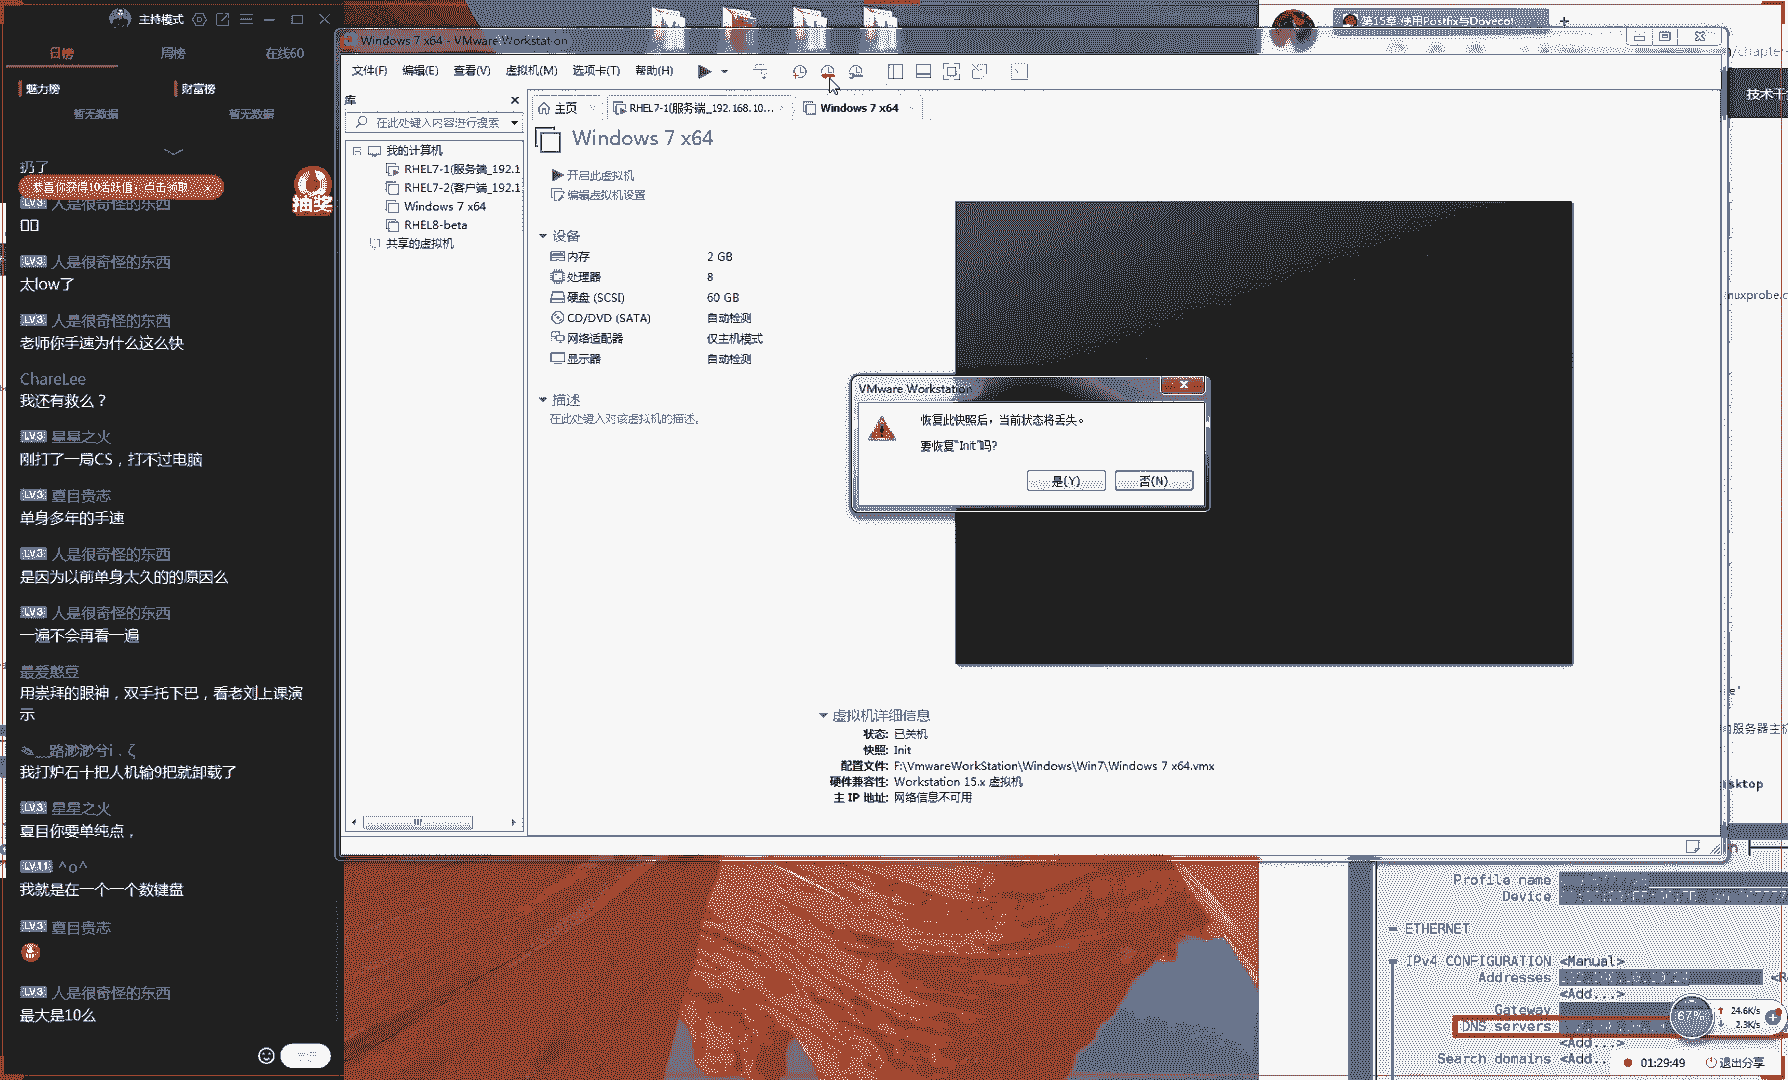 主持模式
日榜
周榜
在线60
魅力榜
财富榜
暂无数据
暂无数据
扔了
恭喜你获得10活跃值，点击领取
抽奖
LV.3 人是很奇怪的东西
LV.3 人是很奇怪的东西
太low了
LV.3 人是很奇怪的东西
老师你手速为什么这么快
ChareLee
我还有救么？
LV.3 星星之火
刚打了一局CS，打不过电脑
LV.3 夏目贵志
单身多年的手速
LV.3 人是很奇怪的东西
是因为以前单身太久的的原因么
LV.3 人是很奇怪的东西
一遍不会再看一遍
最爱憨豆
用崇拜的眼神，双手托下巴，看老刘上课演
示
我打炉石十把人机输9把就卸载了
LV.3 星星之火
夏目你要单纯点，
LV.11 ^o^
我就是在一个一个数键盘
LV.3 夏目贵志
LV.3 人是很奇怪的东西
最大是10么
Windows 7 x64 - VMware Workstation
文件(F) 编辑(E) 查看(V) 虚拟机(M) 选项卡(T) 帮助(H)
库
在此处键入内容进行搜索
我的计算机
RHEL7-1(服务端_192.1
RHEL7-2(客户端_192.1
Windows 7 x64
RHEL8-beta
共享的虚拟机
主页
RHEL7-1(服务端_192.168.10...
Windows 7 x64
Windows 7 x64
开启此虚拟机
编辑虚拟机设置
设备
内存 2 GB
处理器 8
硬盘 (SCSI) 60 GB
CD/DVD (SATA) 自动检测
网络适配器 仅主机模式
显示器 自动检测
描述
在此处键入对该虚拟机的描述。
VMware Workstation
恢复此快照后，当前状态将丢失。
要恢复“Init”吗?
是(Y)
否(N)
虚拟机详细信息
状态: 已关机
快照: Init
配置文件: F:\VmwareWorkStation\Windows\Win7\Windows 7 x64.vmx
硬件兼容性: Workstation 15.x 虚拟机
主 IP 地址: 网络信息不可用
第15章 使用Postfix与Dovecot
/chapter-
技术干
nuxprobe.c
服务器主机
sktop
Profile name
Device
ETHERNET
IPv4 CONFIGURATION <Manual>
Addresses
<R
<Add...>
Gateway
DNS servers
<Add...>
Search domains <Add..
67%
24.6K/s
2.3K/s
01:29:49
退出分享